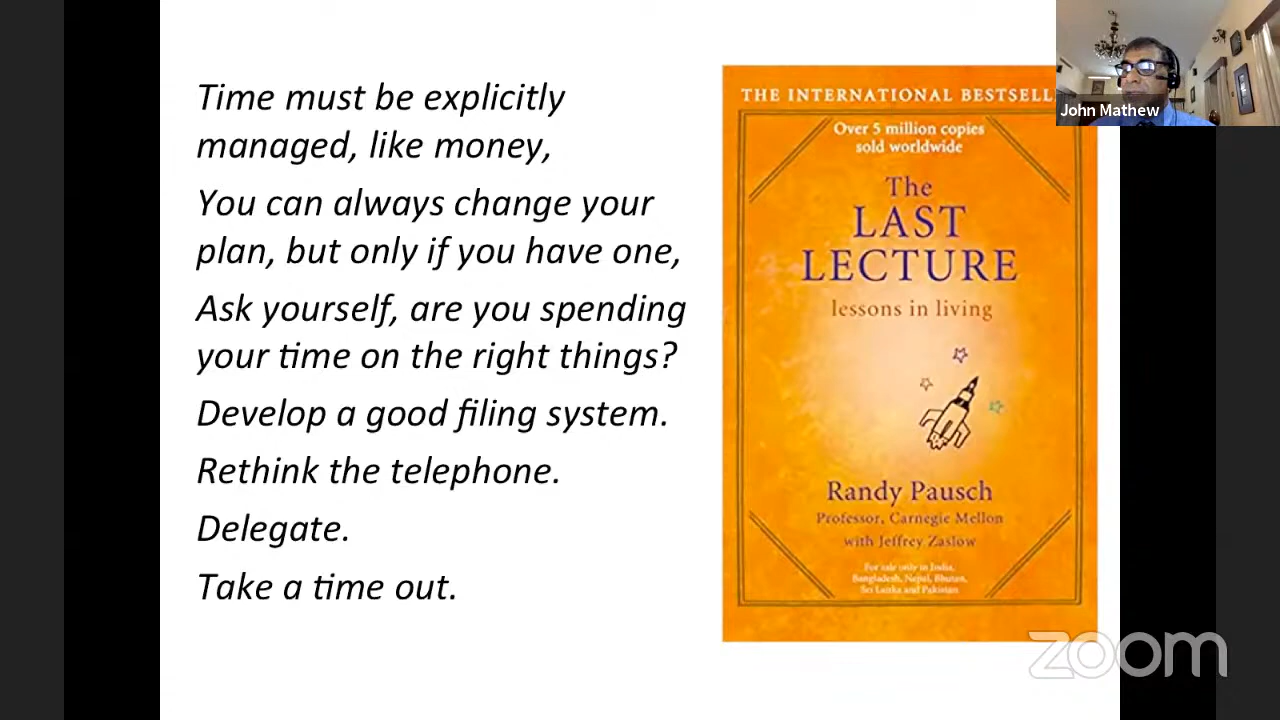 Time must be explicitly
managed, like money,
You can always change your
plan, but only if you have one,
Ask yourself, are you spending
your time on the right things?
Develop a good filing system.
Rethink the telephone.
Delegate.
Take a time out.
THE INTERNATIONAL BESTSELL
Over 5 million copies
sold worldwide
The
LAST
LECTURE
lessons in living
Randy Pausch
Professor, Carnegie Mellon
with Jeffrey Zaslow
For sale only in India,
Bangladesh, Nepal, Bhutan,
Sri Lanka and Pakistan
John Mathew
zoom